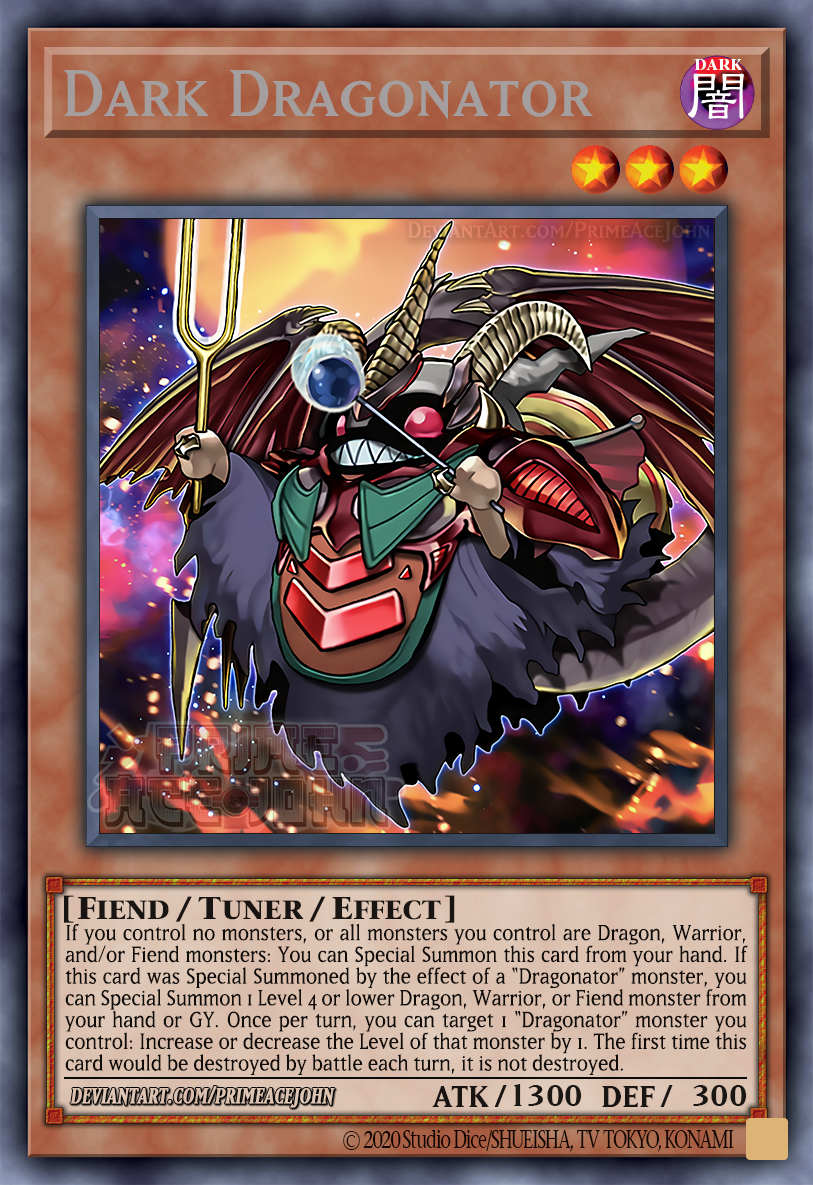 Dark Dragonator
DARK
闇
DeviantArt.com/PrimeAceJohn
PRIME
ACE JOHN
[Fiend / Tuner / Effect]
If you control no monsters, or all monsters you control are Dragon, Warrior,
and/or Fiend monsters: You can Special Summon this card from your hand. If
this card was Special Summoned by the effect of a "Dragonator" monster, you
can Special Summon 1 Level 4 or lower Dragon, Warrior, or Fiend monster from
your hand or GY. Once per turn, you can target 1 "Dragonator" monster you
control: Increase or decrease the Level of that monster by 1. The first time this
card would be destroyed by battle each turn, it is not destroyed.
DEVIANTART.COM/PRIMEACEJOHN ATK / 1300 DEF / 300
© 2020 Studio Dice/SHUEISHA, TV TOKYO, KONAMI